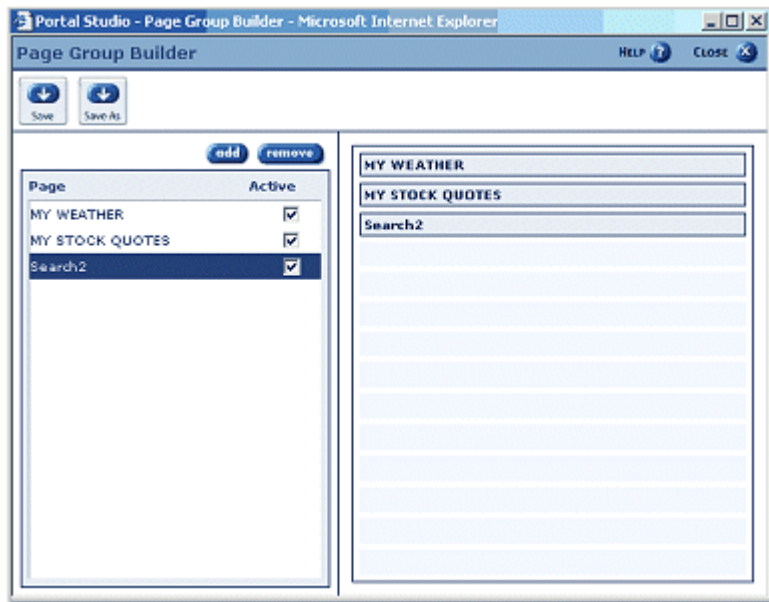 Portal Studio - Page Group Builder - Microsoft Internet Explorer
Page Group Builder HELP ? CLOSE X
Save Save As
add remove
Page Active
MY WEATHER
MY STOCK QUOTES
Search2
MY WEATHER
MY STOCK QUOTES
Search2